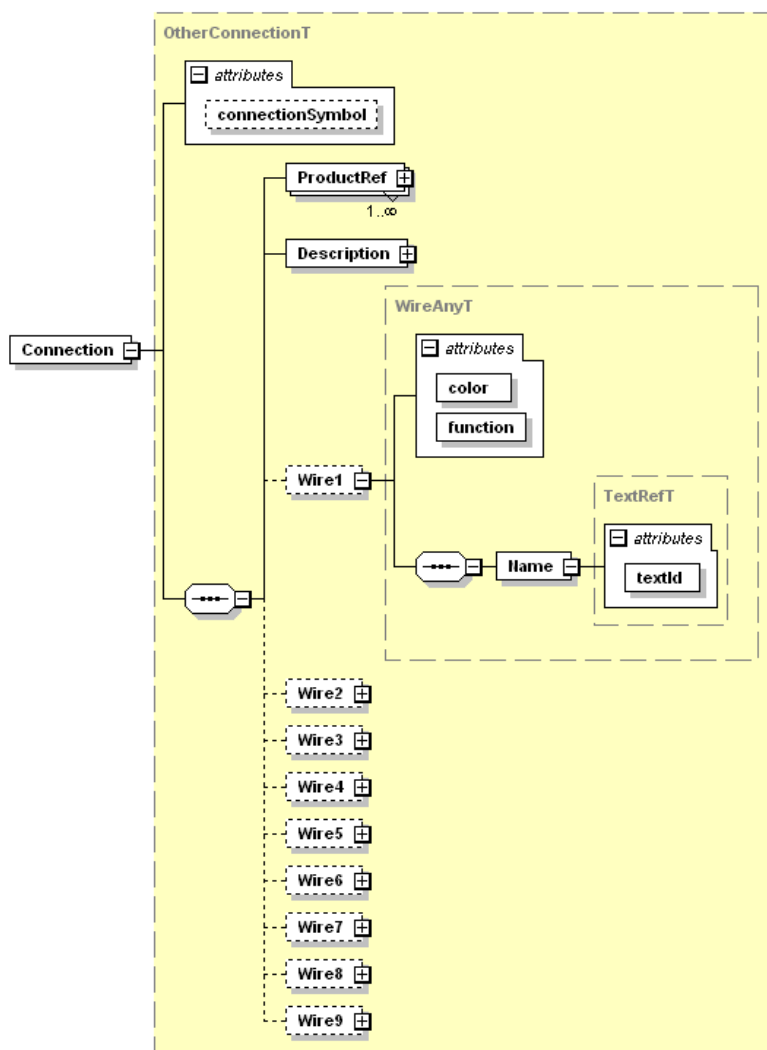 OtherConnectionT
attributes
connectionSymbol
ProductRef
1..∞
Description
WireAnyT
Connection
attributes
color
function
Wire1
TextRefT
attributes
Name
textId
Wire2
Wire3
Wire4
Wire5
Wire6
Wire7
Wire8
Wire9